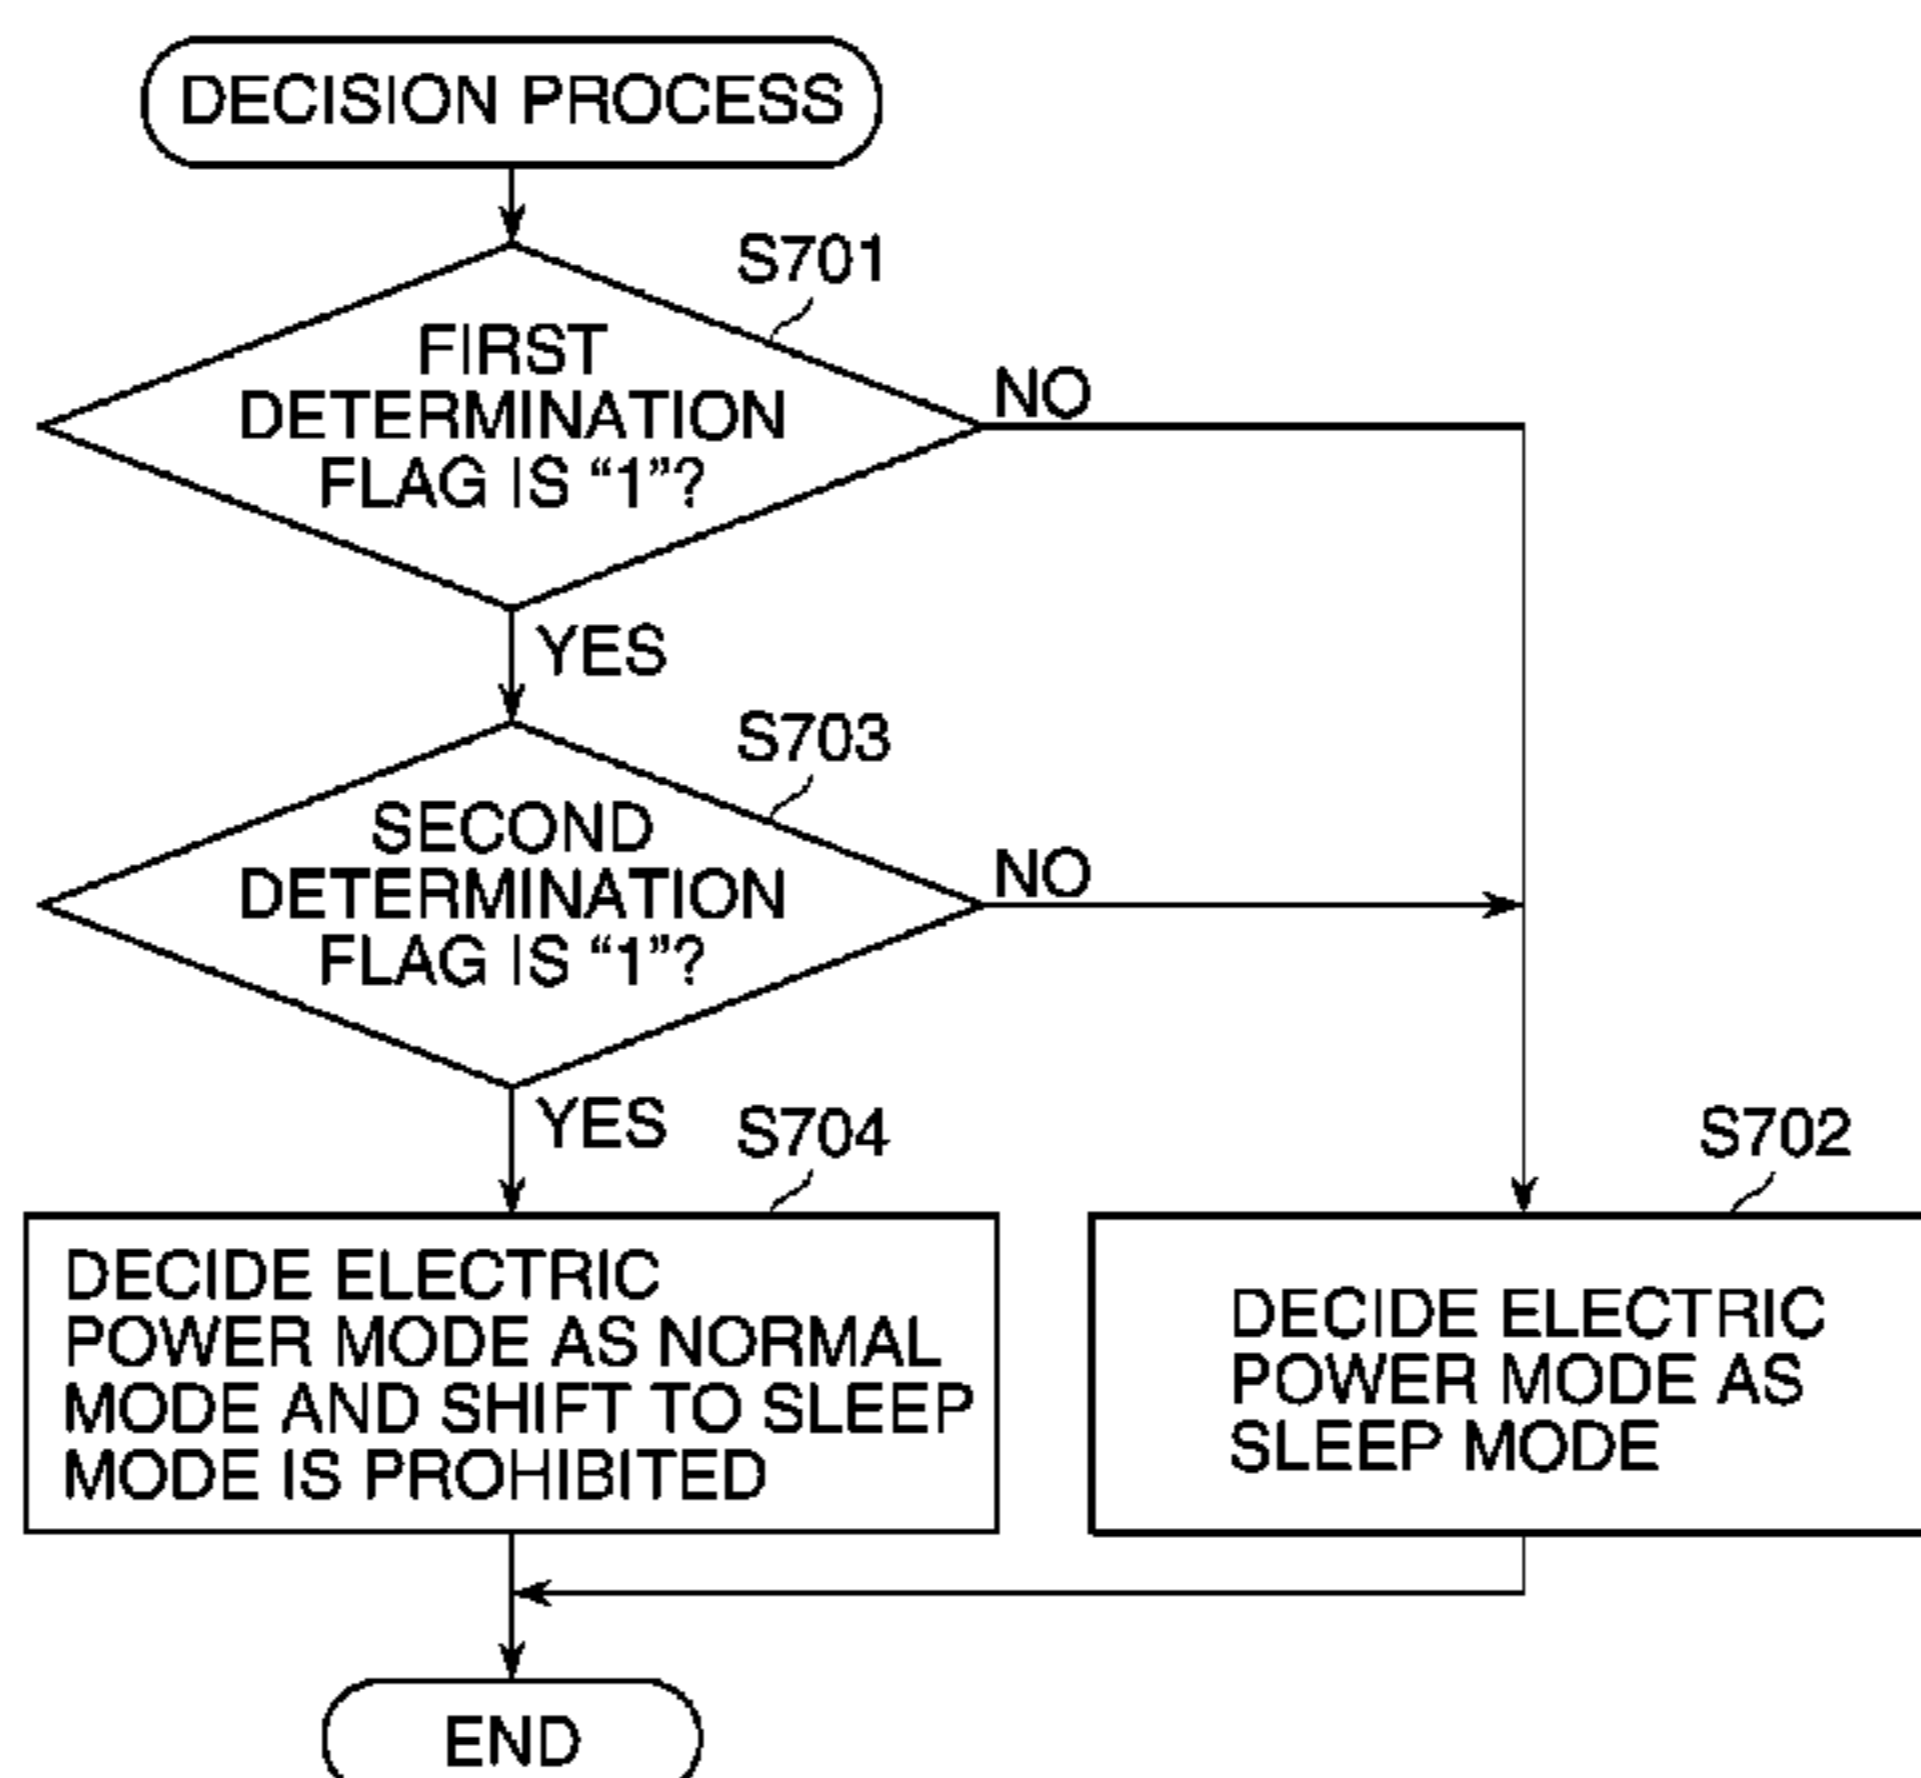 DECISION PROCESS
S701
FIRST
DETERMINATION
FLAG IS “1”?
NO
YES
S703
SECOND
DETERMINATION
FLAG IS “1”?
NO
YES
S704
DECIDE ELECTRIC
POWER MODE AS NORMAL
MODE AND SHIFT TO SLEEP
MODE IS PROHIBITED
S702
DECIDE ELECTRIC
POWER MODE AS
SLEEP MODE
END